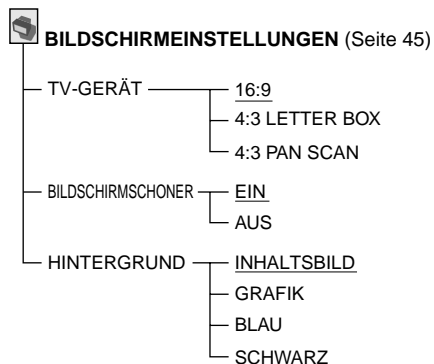 BILDSCHIRMEINSTELLUNGEN (Seite 45)
TV-GERÄT
16:9
4:3 LETTER BOX
4:3 PAN SCAN
BILDSCHIRMSCHONER
EIN
AUS
HINTERGRUND
INHALTSBILD
GRAFIK
BLAU
SCHWARZ